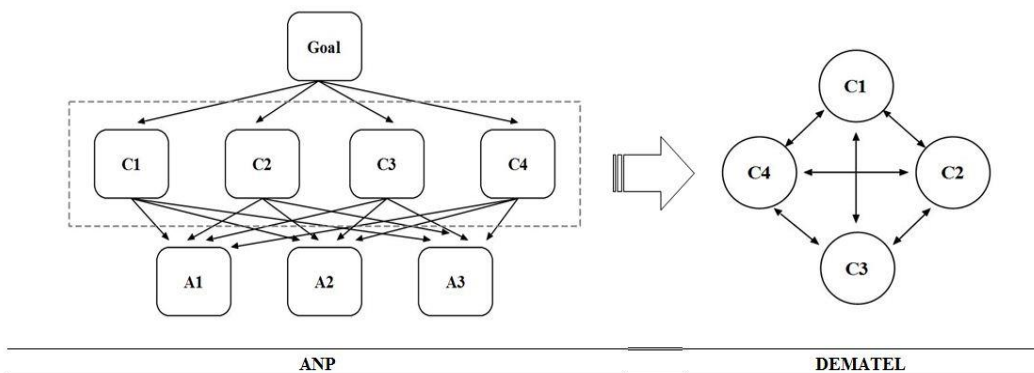 Goal
C1 C2 C3 C4
A1 A2 A3
C1
C4 C2
C3
ANP DEMATEL